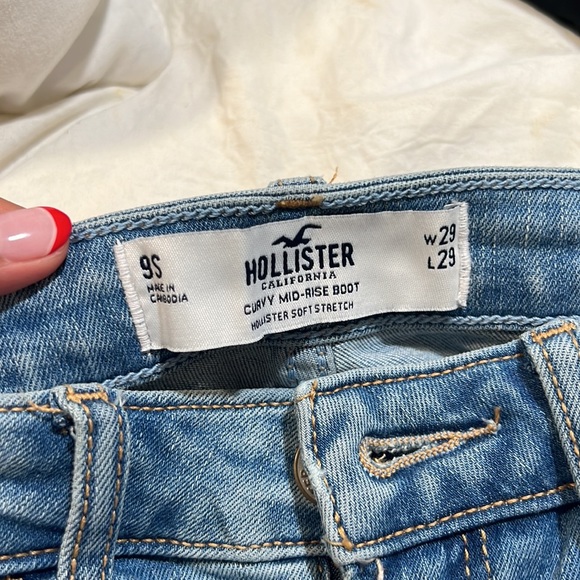 9S
MADE IN
CAMBODIA
HOLLISTER
CALIFORNIA
CURVY MID-RISE BOOT
HOLLISTER SOFT STRETCH
W29
L29